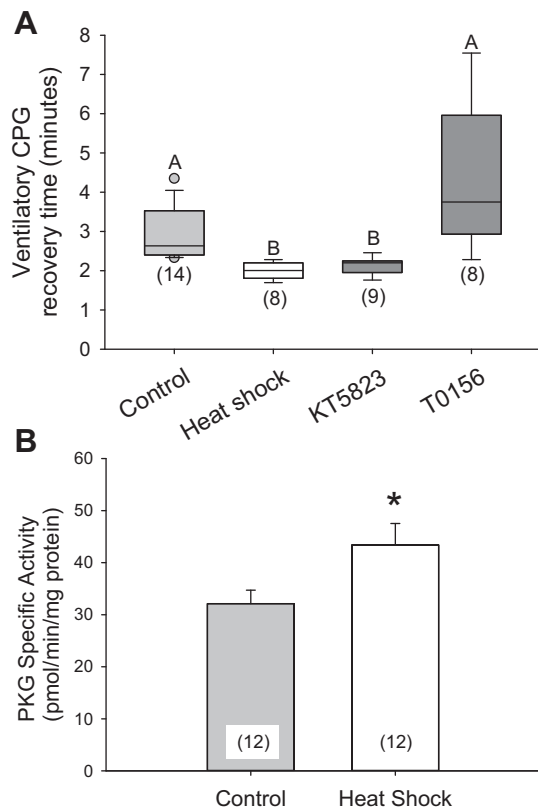 A
Ventilatory CPG
recovery time (minutes)
8
7
6
5
4
3
2
1
0
A
(14)
B
(8)
B
(9)
A
(8)
Control
Heat shock
KT5823
T0156
B
PKG Specific Activity
(pmol/min/mg protein)
60
50
40
30
20
10
0
*
(12)
(12)
Control
Heat Shock